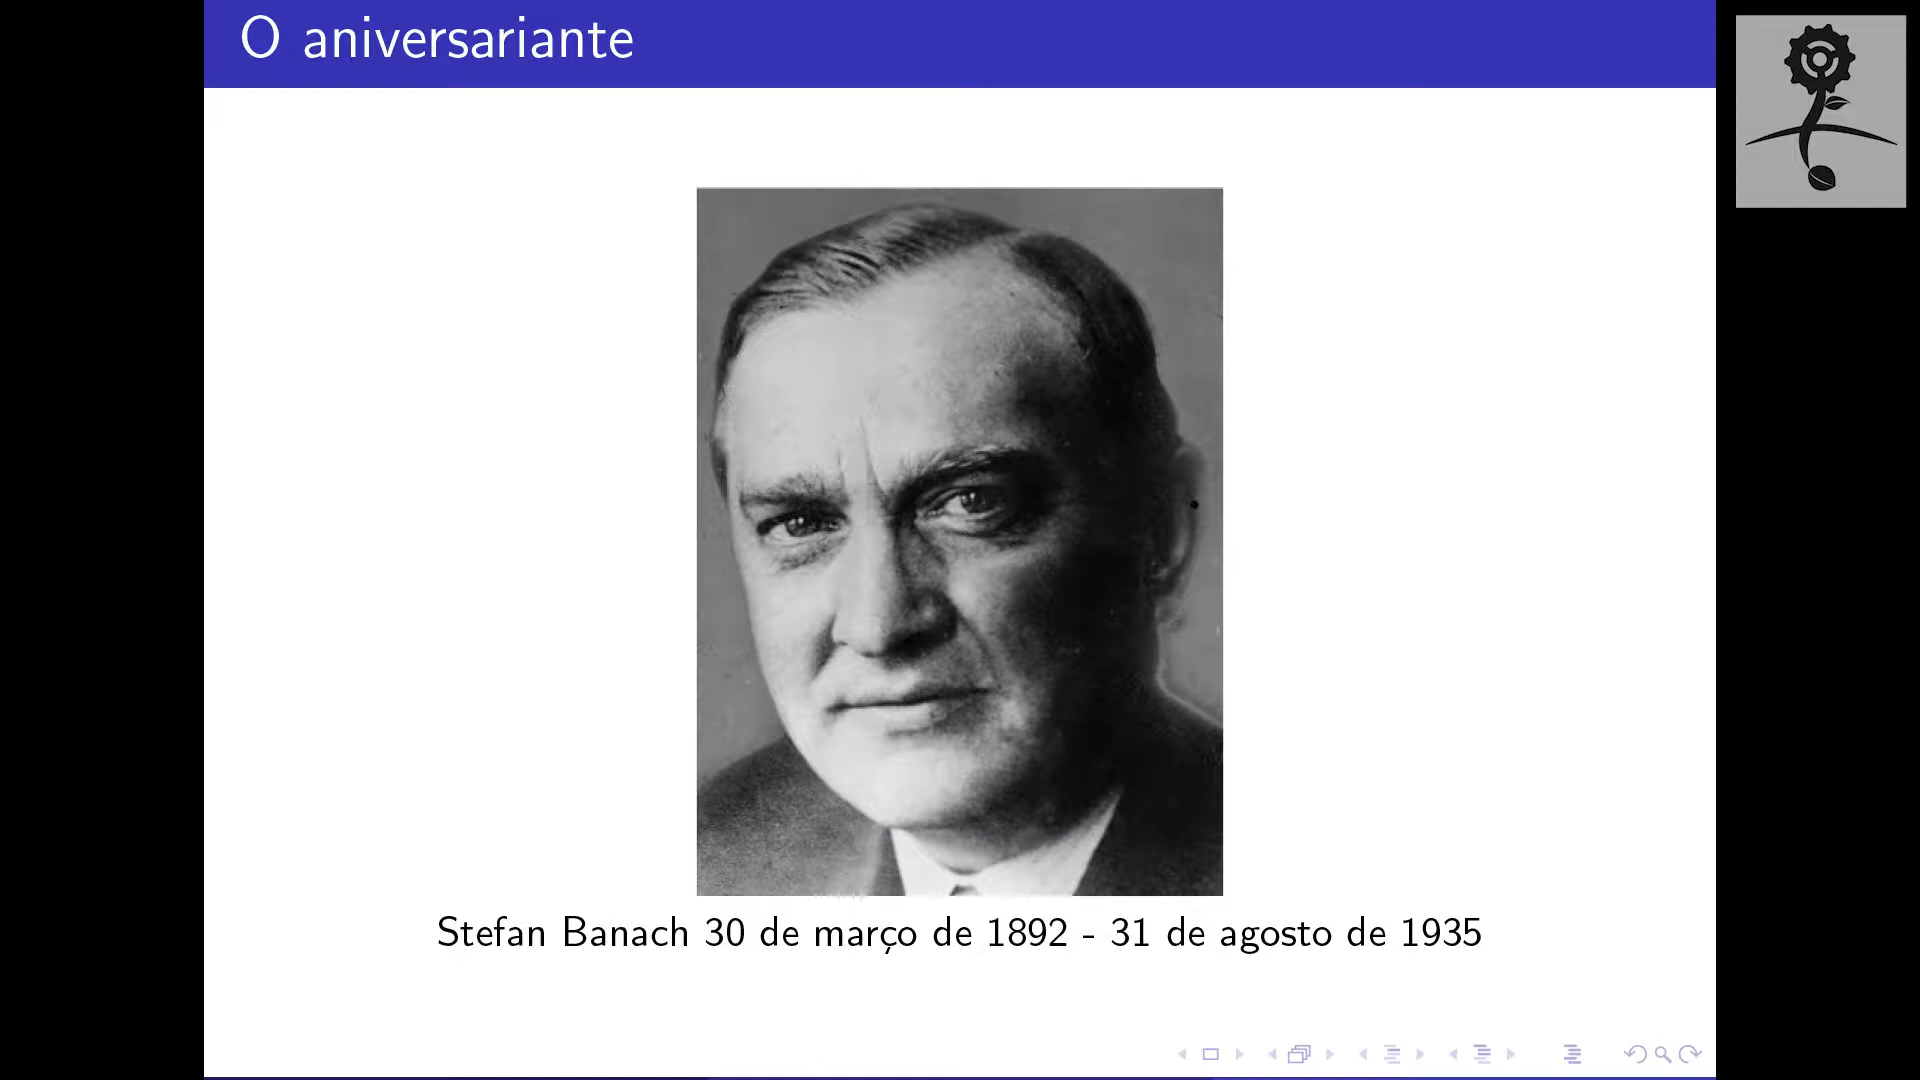 O aniversariante
Stefan Banach 30 de março de 1892 - 31 de agosto de 1935